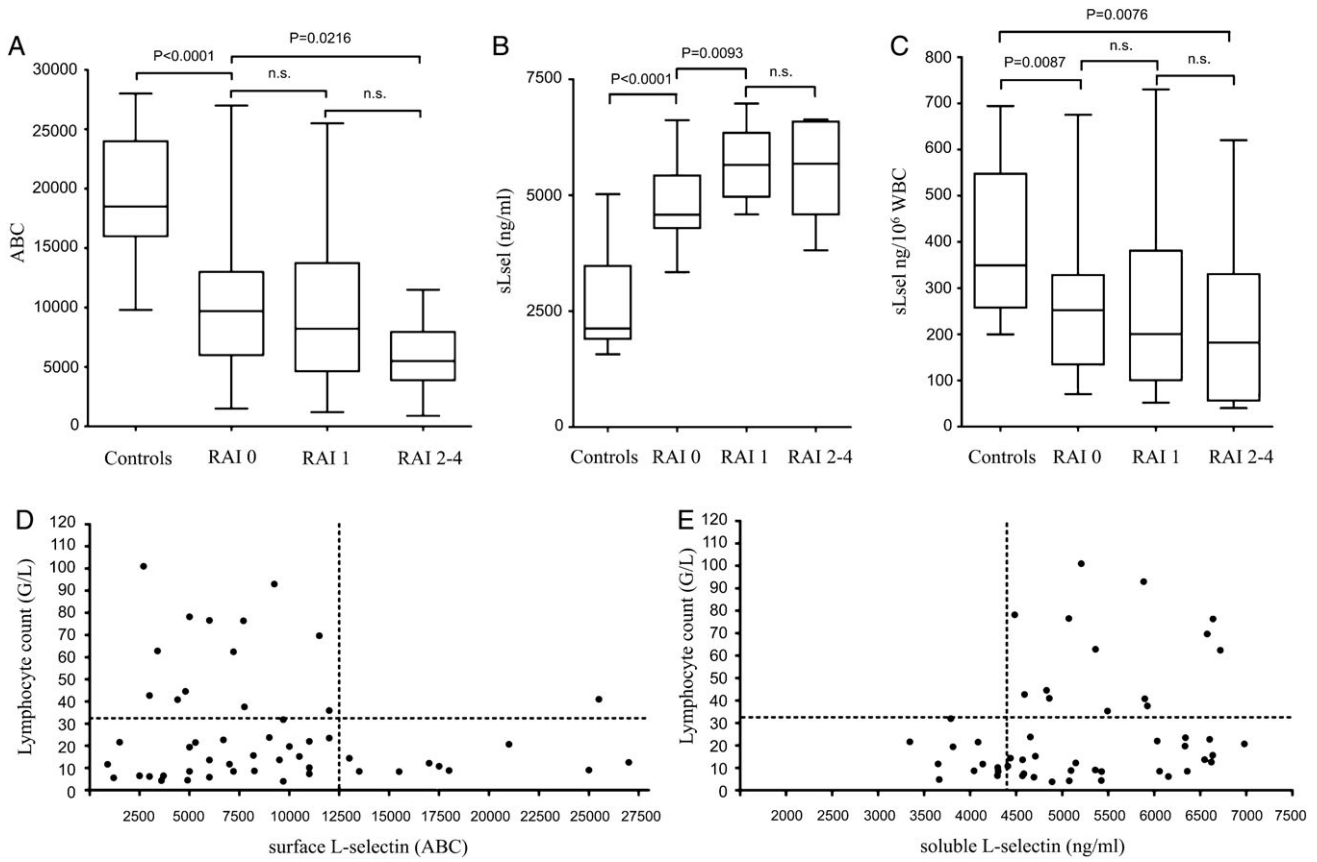 A
P<0.0001
P=0.0216
n.s.
n.s.
30000
25000
20000
15000
10000
5000
0
ABC
Controls RAI 0 RAI 1 RAI 2-4
B
P<0.0001
P=0.0093
n.s.
7500
5000
2500
0
sLsel (ng/ml)
Controls RAI 0 RAI 1 RAI 2-4
C
P=0.0076
P=0.0087
n.s.
n.s.
800
700
600
500
400
300
200
100
0
sLsel ng/10⁶ WBC
Controls RAI 0 RAI 1 RAI 2-4
D
120
110
100
90
80
70
60
50
40
30
20
10
0
Lymphocyte count (G/L)
2500 5000 7500 10000 12500 15000 17500 20000 22500 25000 27500
surface L-selectin (ABC)
E
120
110
100
90
80
70
60
50
40
30
20
10
0
Lymphocyte count (G/L)
2000 2500 3000 3500 4000 4500 5000 5500 6000 6500 7000 7500
soluble L-selectin (ng/ml)